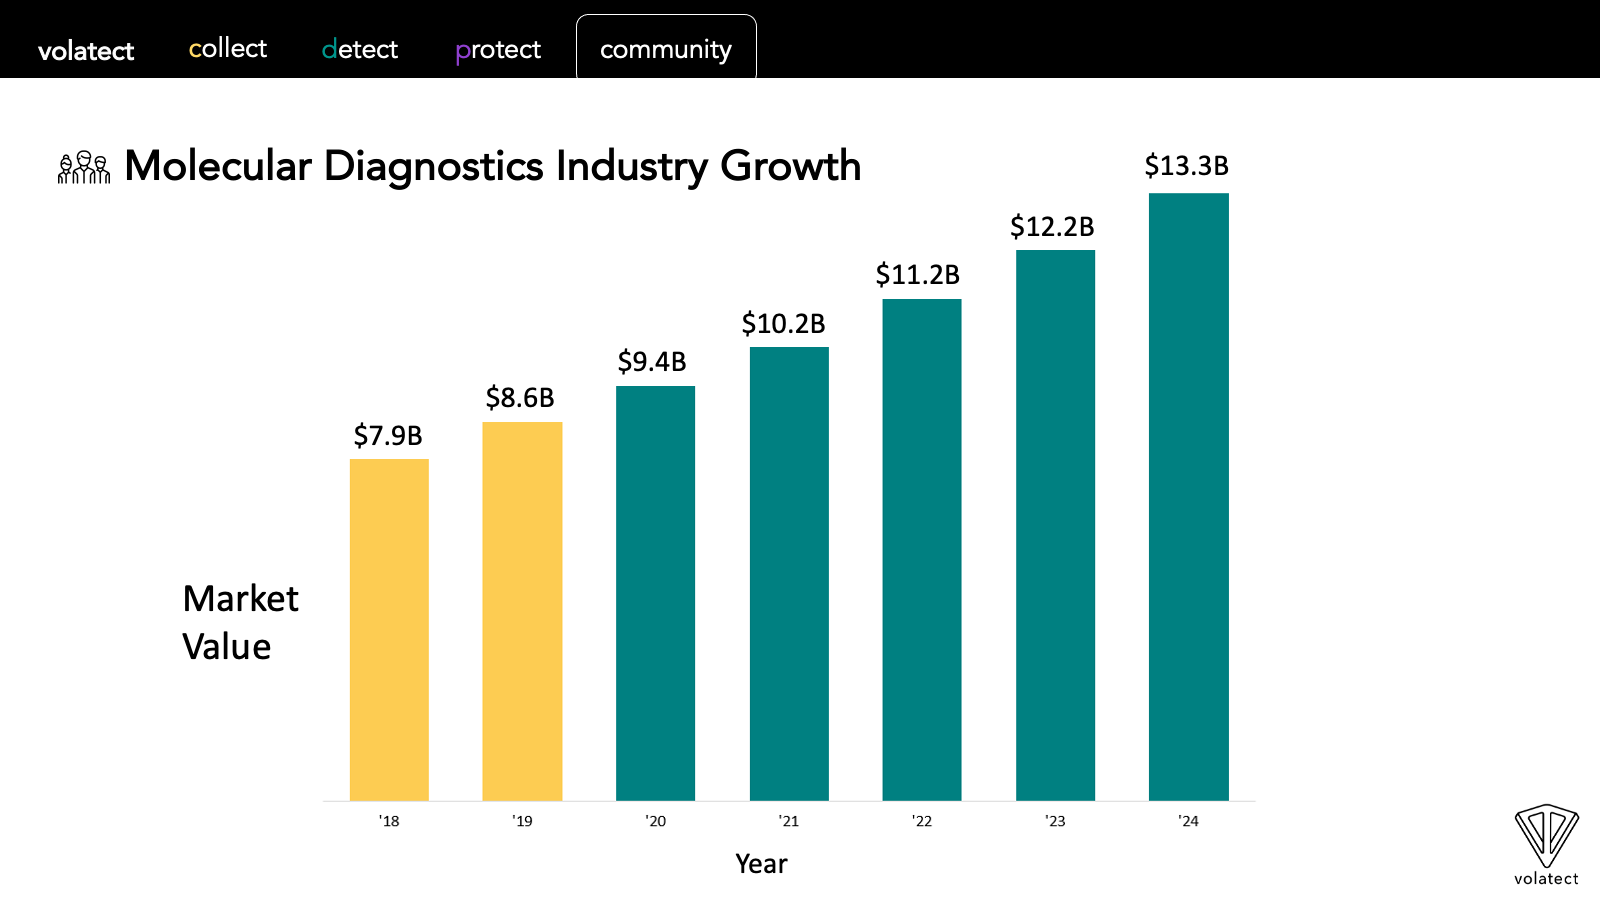 volatect collect detect protect community
Molecular Diagnostics Industry Growth
$13.3B
$12.2B
$11.2B
$10.2B
$9.4B
$8.6B
$7.9B
Market
Value
'18 '19 '20 '21 '22 '23 '24
Year
volatect